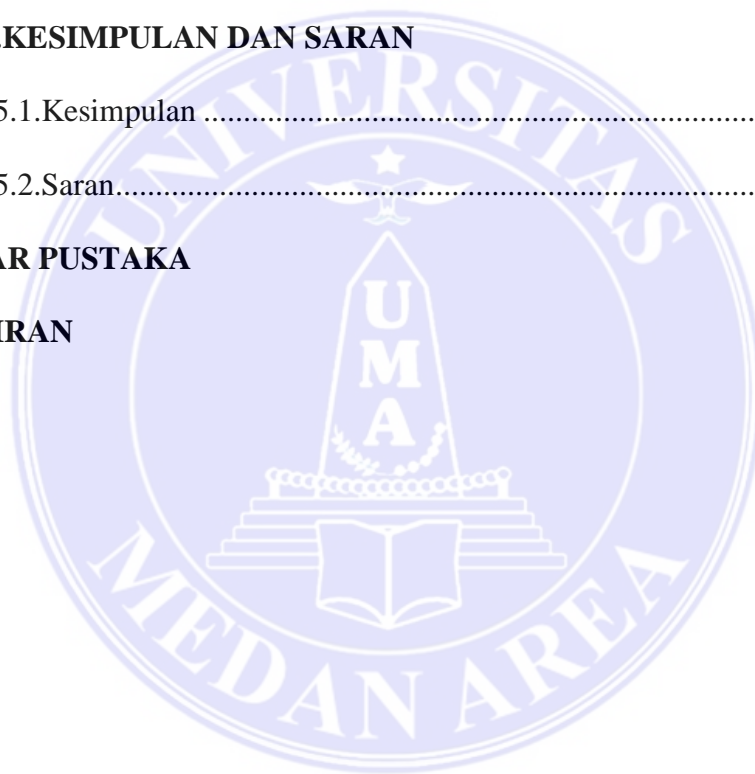 .KESIMPULAN DAN SARAN
5.1.Kesimpulan ......................................................................
5.2.Saran.................................................................................
AR PUSTAKA
IRAN
UNIVERSITAS
UMA
MEDAN AREA